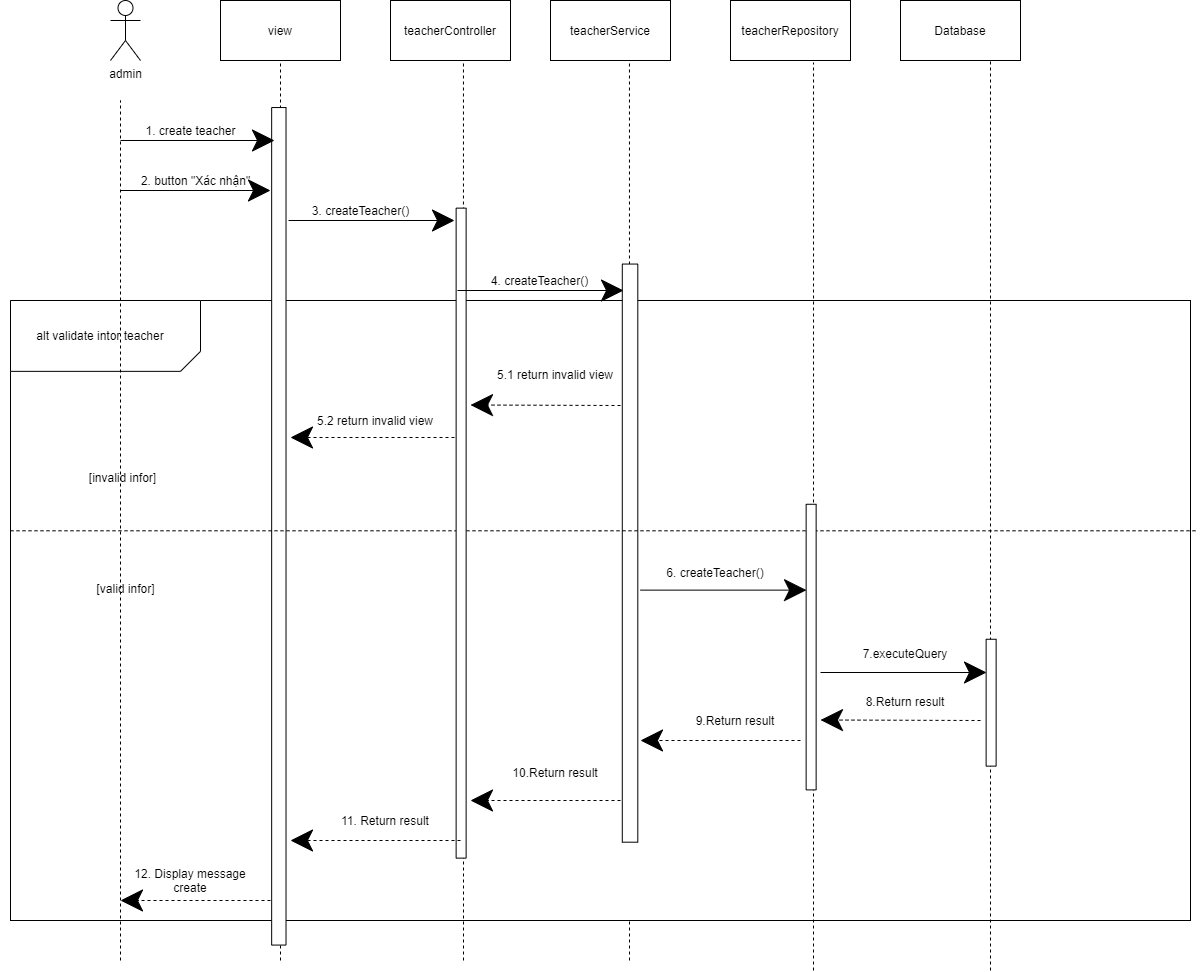 view
teacherController
teacherService
teacherRepository
Database
admin
1. create teacher
2. button "Xác nhận"
3. createTeacher()
4. createTeacher()
alt validate intor teacher
5.1 return invalid view
5.2 return invalid view
[invalid infor]
6. createTeacher()
[valid infor]
7.executeQuery
8.Return result
9.Return result
10.Return result
11. Return result
12. Display message
create